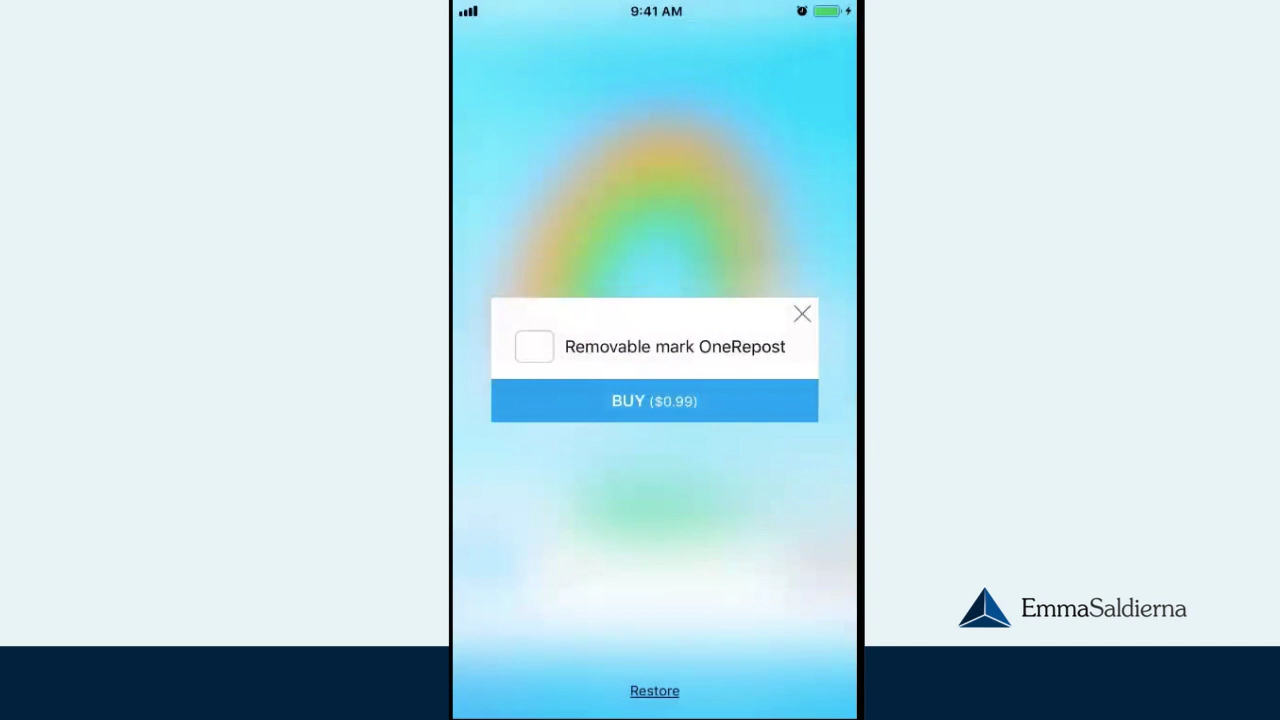 9:41 AM
Removable mark OneRepost
BUY ($0.99)
EmmaSaldierna
Restore